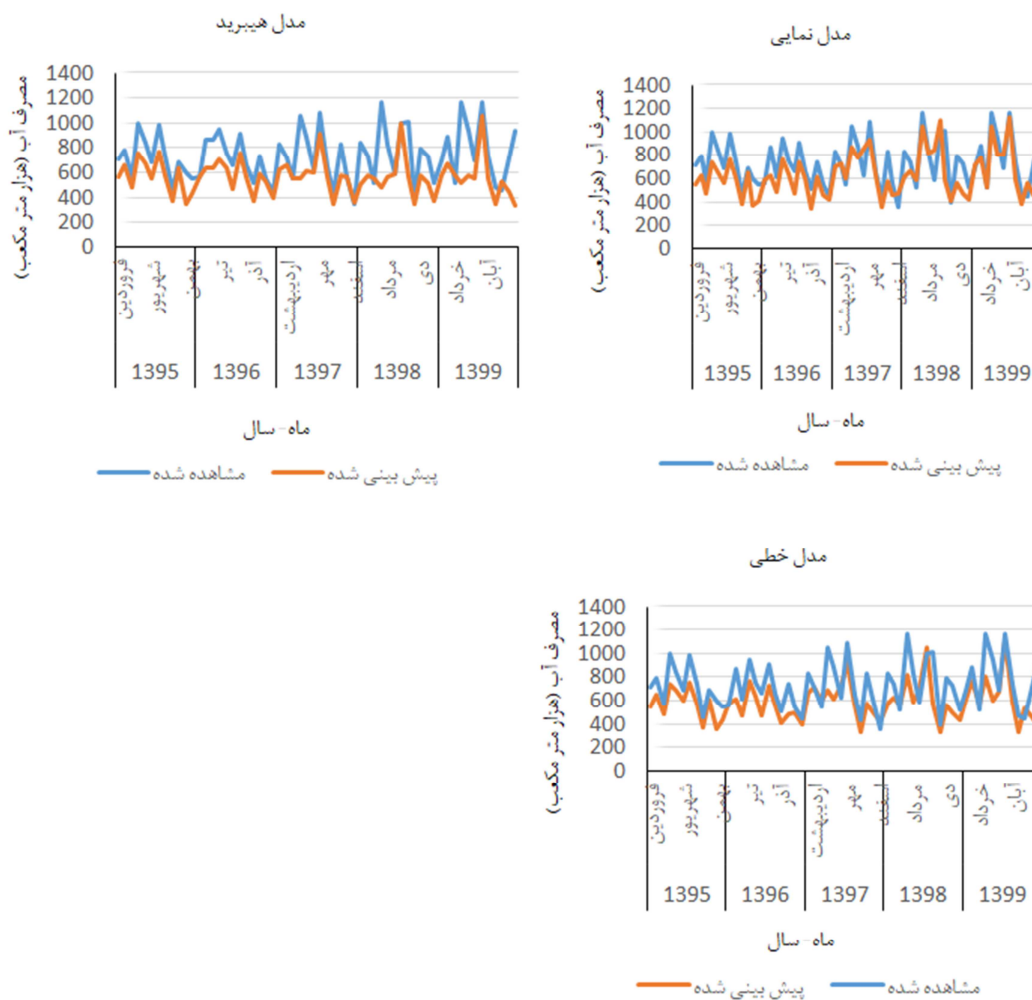 مدل هیبرید
مصرف آب (هزار متر مکعب)
1400
1200
1000
800
600
400
200
0
فروردین
شهریور
بهمن
تیر
آذر
اردیبهشت
مهر
اسفند
مرداد
دی
خرداد
آبان
1395 1396 1397 1398 1399
ماه- سال
مشاهده شده پیش بینی شده
مدل نمایی
مصرف آب (هزار متر مکعب)
1400
1200
1000
800
600
400
200
0
فروردین
شهریور
بهمن
تیر
آذر
اردیبهشت
مهر
اسفند
مرداد
دی
خرداد
آبان
1395 1396 1397 1398 1399
ماه- سال
مشاهده شده پیش بینی شده
مدل خطی
مصرف آب (هزار متر مکعب)
1400
1200
1000
800
600
400
200
0
فروردین
شهریور
بهمن
تیر
آذر
اردیبهشت
مهر
اسفند
مرداد
دی
خرداد
آبان
1395 1396 1397 1398 1399
ماه- سال
پیش بینی شده مشاهده شده